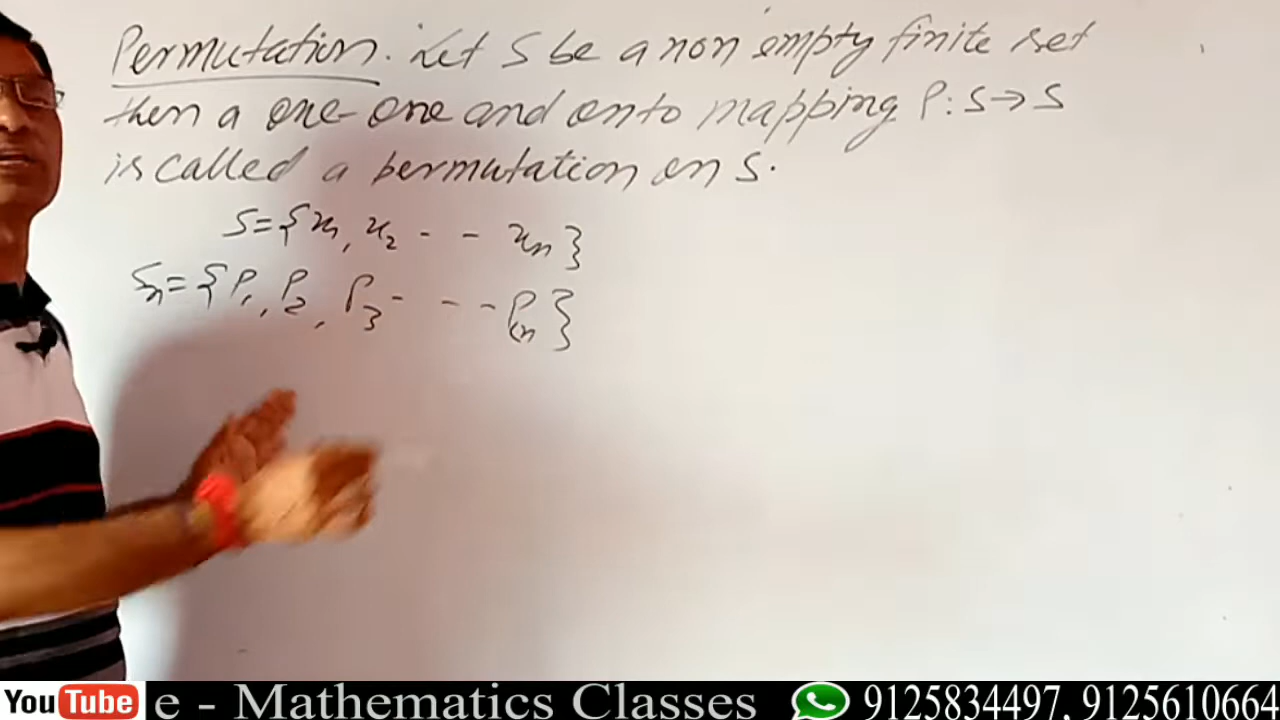 Permutation. Let S be a non empty finite set
then a one-one and onto mapping P: S→S
is called a permutation on S.
S={x₁, x₂ - - xₙ}
Sₙ={P₁, P₂, P₃ - - - P⌊n}
YouTube e - Mathematics Classes 9125834497, 9125610664